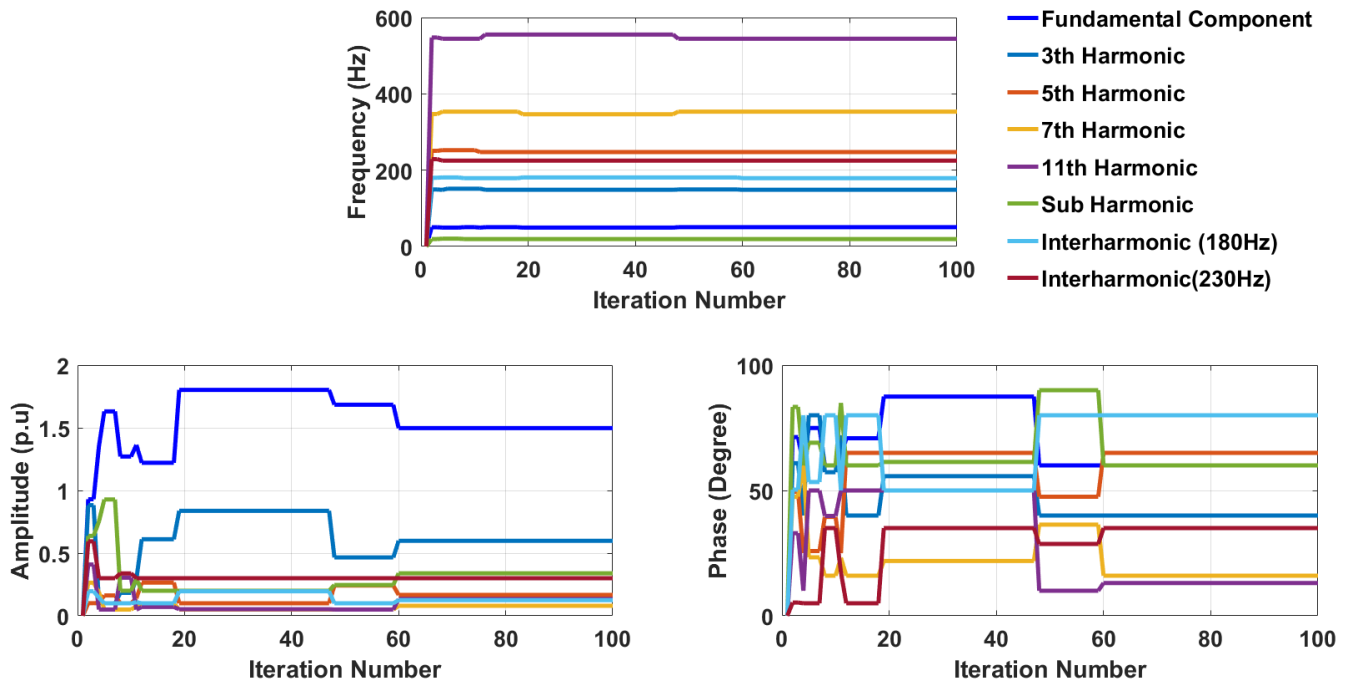 600
400
200
0
Frequency (Hz)
0 20 40 60 80 100
Iteration Number
Fundamental Component
3th Harmonic
5th Harmonic
7th Harmonic
11th Harmonic
Sub Harmonic
Interharmonic (180Hz)
Interharmonic(230Hz)
2
1.5
1
0.5
0
Amplitude (p.u)
0 20 40 60 80 100
Iteration Number
100
50
0
Phase (Degree)
0 20 40 60 80 100
Iteration Number